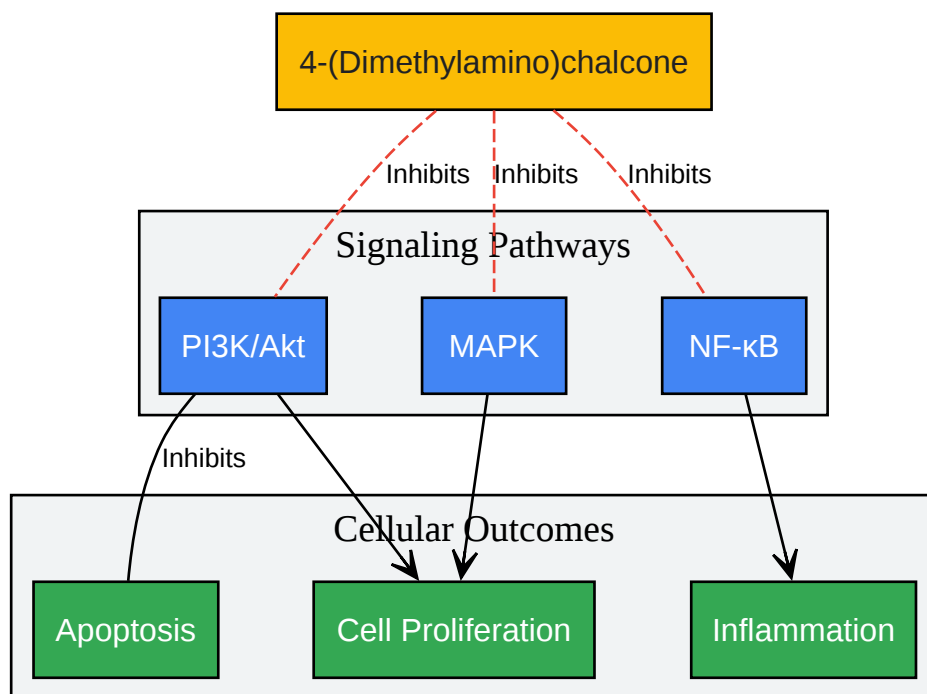 4-(Dimethylamino)chalcone
Inhibits Inhibits Inhibits
Signaling Pathways
PI3K/Akt MAPK NF-κB
Inhibits
Cellular Outcomes
Apoptosis Cell Proliferation Inflammation